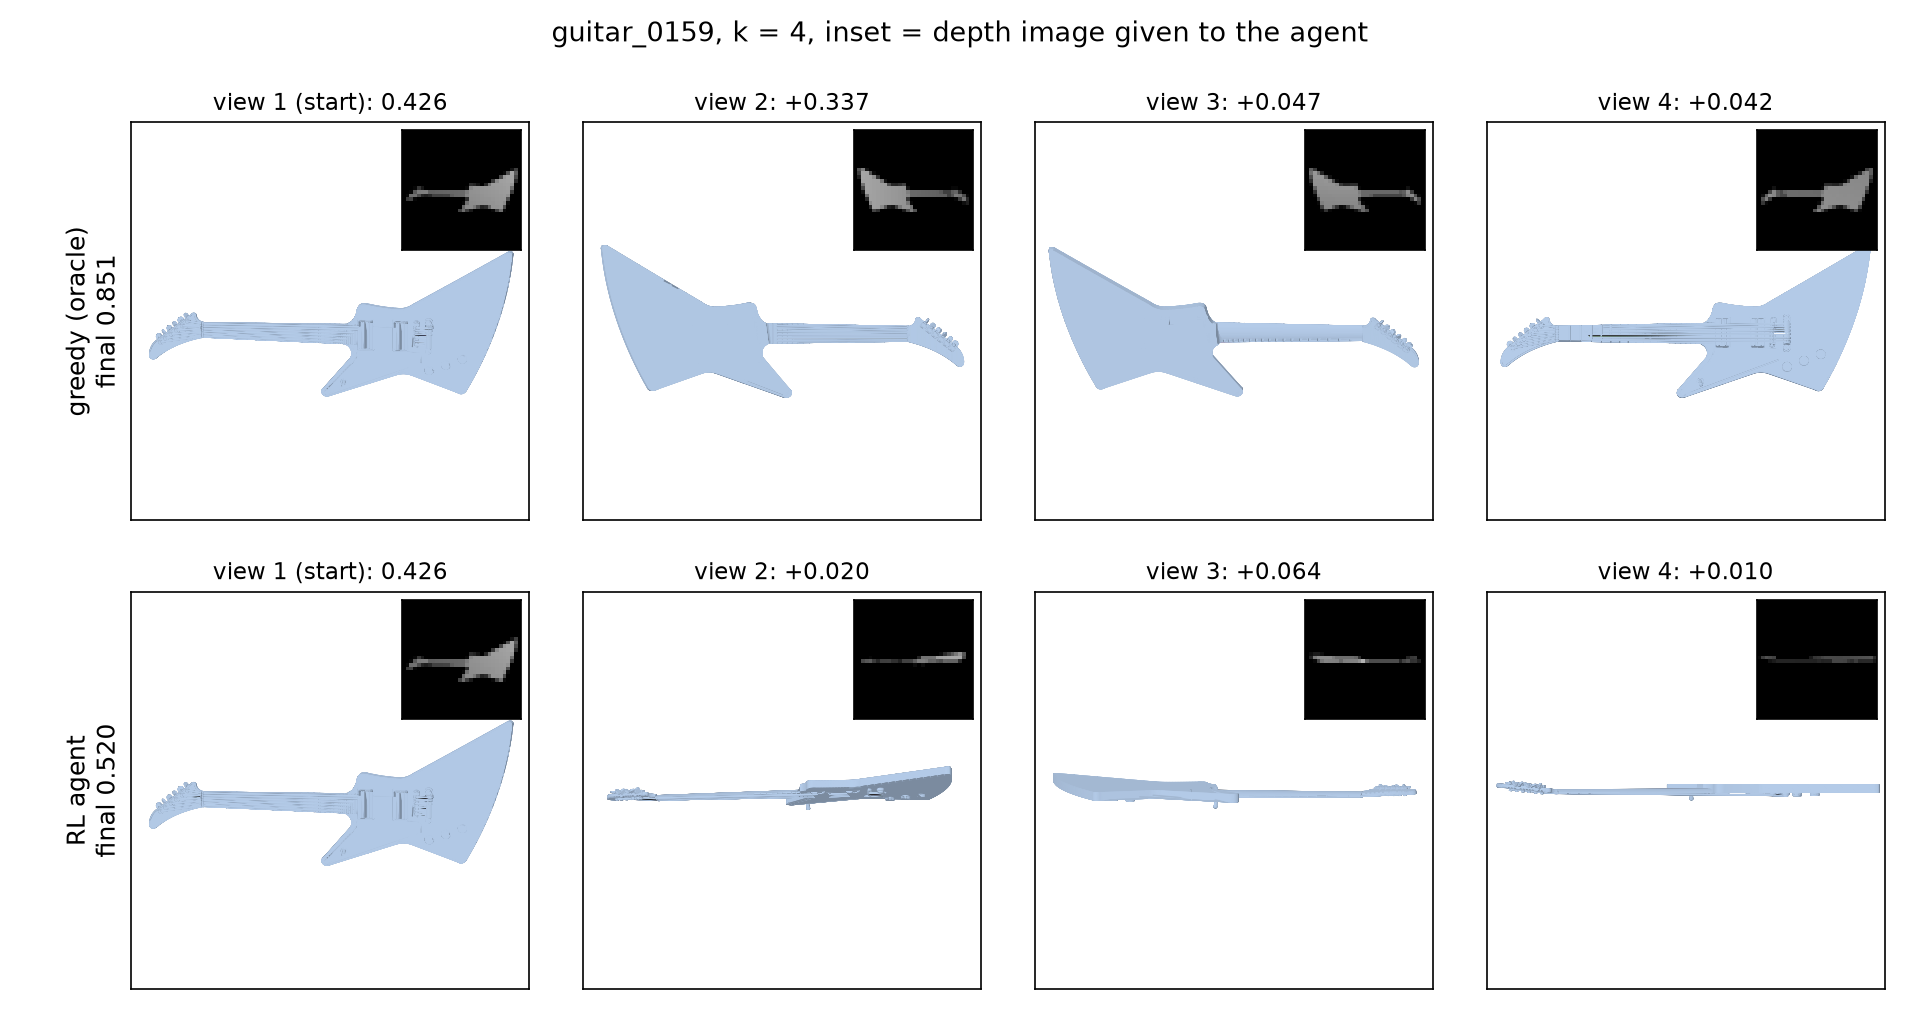 guitar_0159, k = 4, inset = depth image given to the agent
view 1 (start): 0.426
view 2: +0.337
view 3: +0.047
view 4: +0.042
greedy (oracle)
final 0.851
view 1 (start): 0.426
view 2: +0.020
view 3: +0.064
view 4: +0.010
RL agent
final 0.520